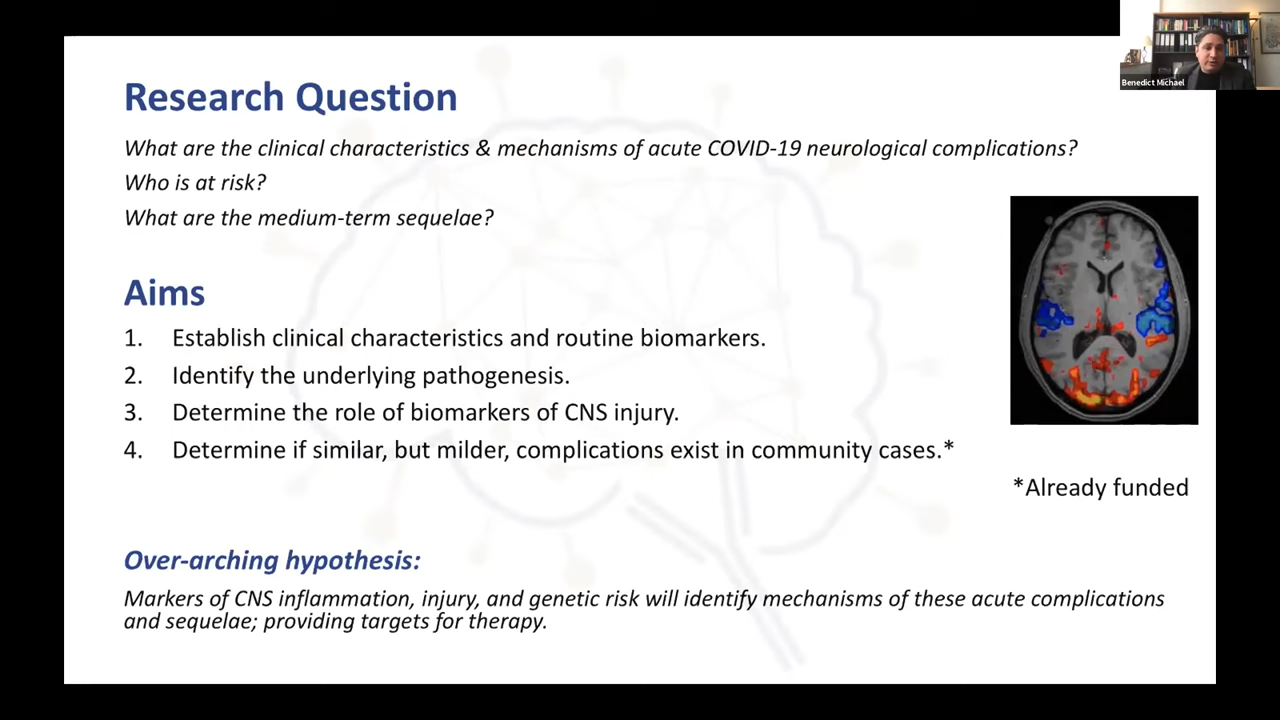 Benedict Michael
Research Question
What are the clinical characteristics & mechanisms of acute COVID-19 neurological complications?
Who is at risk?
What are the medium-term sequelae?
Aims
1. Establish clinical characteristics and routine biomarkers.
2. Identify the underlying pathogenesis.
3. Determine the role of biomarkers of CNS injury.
4. Determine if similar, but milder, complications exist in community cases.*
*Already funded
Over-arching hypothesis:
Markers of CNS inflammation, injury, and genetic risk will identify mechanisms of these acute complications
and sequelae; providing targets for therapy.